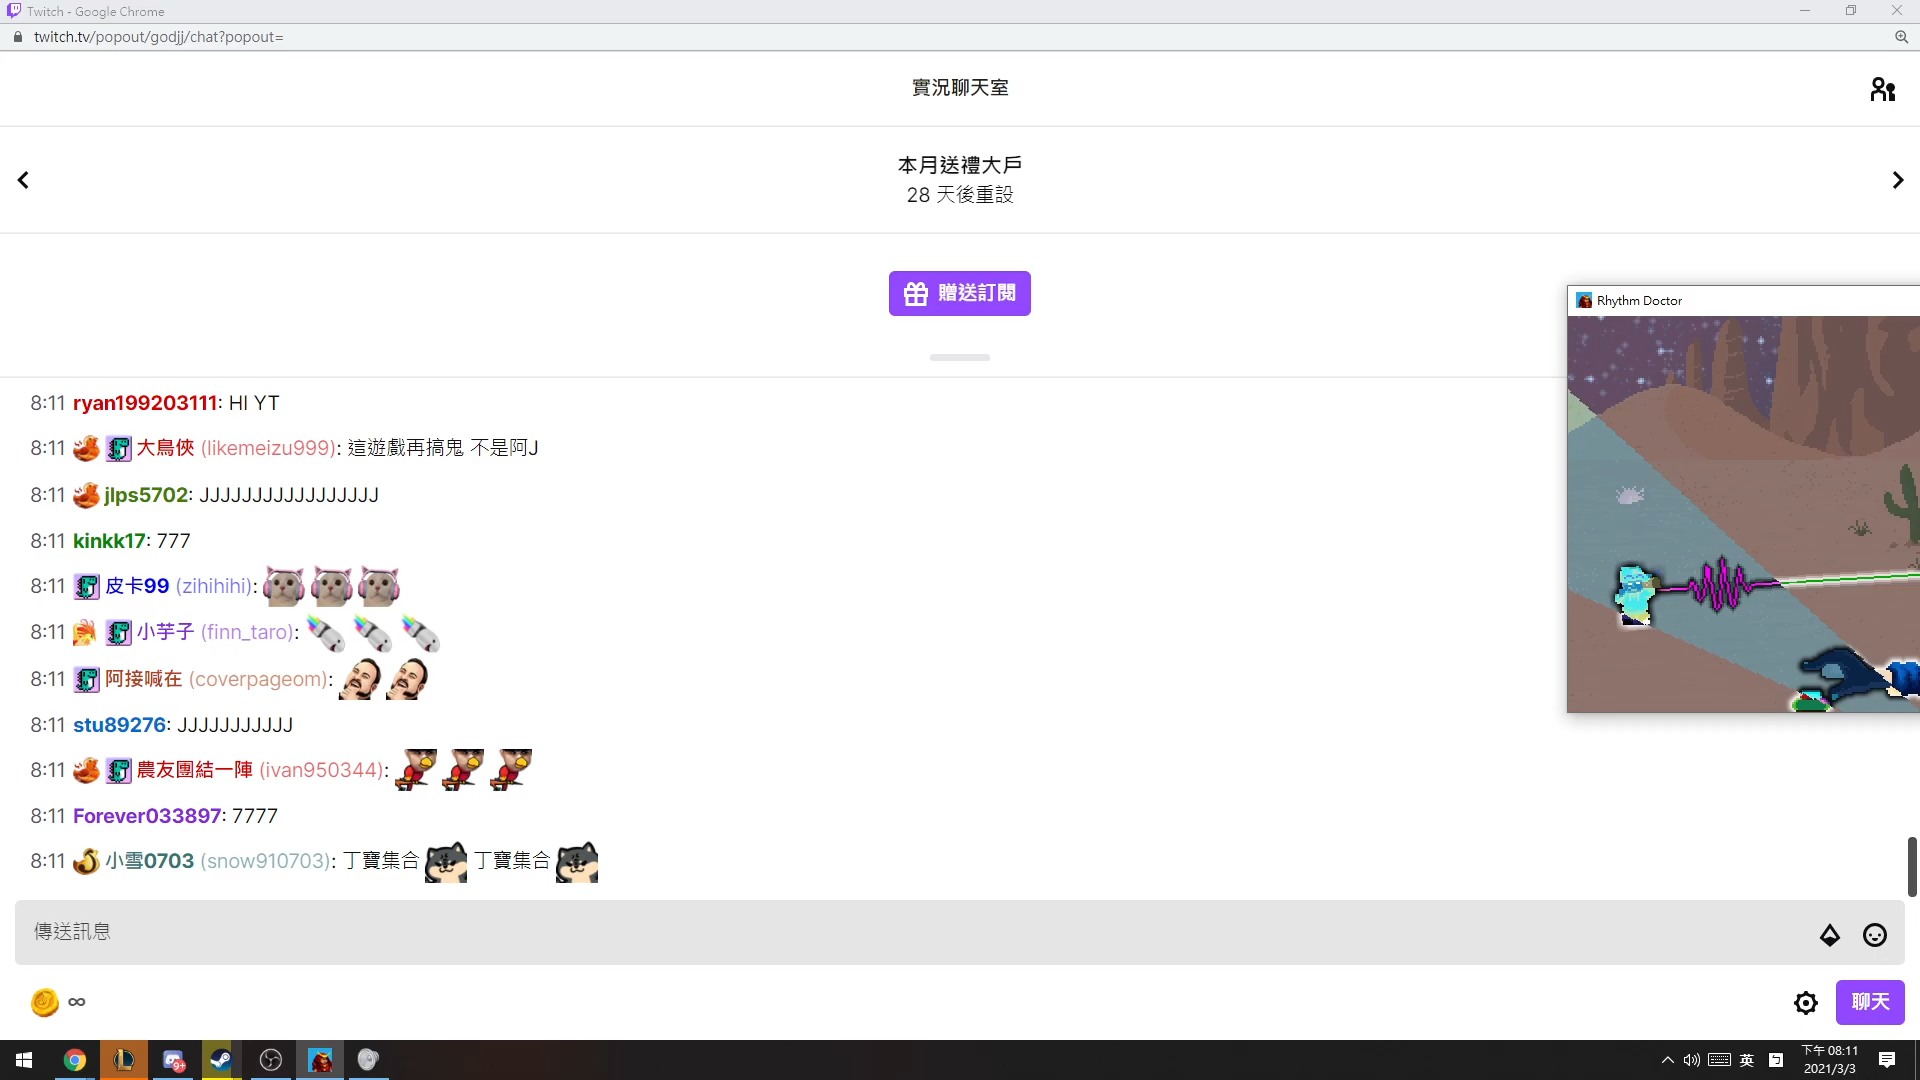 Twitch - Google Chrome
twitch.tv/popout/godjj/chat?popout=
實況聊天室
本月送禮大戶
28 天後重設
贈送訂閱
Rhythm Doctor
8:11 ryan199203111: HI YT
8:11 大鳥俠 (likemeizu999): 這遊戲再搞鬼 不是阿J
8:11 jlps5702: JJJJJJJJJJJJJJJJJ
8:11 kinkk17: 777
8:11 皮卡99 (zihihihi):
8:11 小芋子 (finn_taro):
8:11 阿接喊在 (coverpageom):
8:11 stu89276: JJJJJJJJJJJ
8:11 農友團結一陣 (ivan950344):
8:11 Forever033897: 7777
8:11 小雪0703 (snow910703): 丁寶集合 丁寶集合
傳送訊息
∞
聊天
9+
英
下午 08:11
2021/3/3